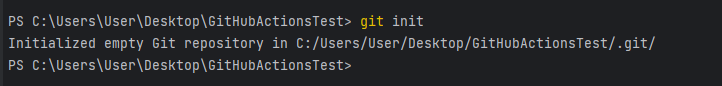 PS C:\Users\User\Desktop\GitHubActionsTest> git init
Initialized empty Git repository in C:/Users/User/Desktop/GitHubActionsTest/.git/
PS C:\Users\User\Desktop\GitHubActionsTest>